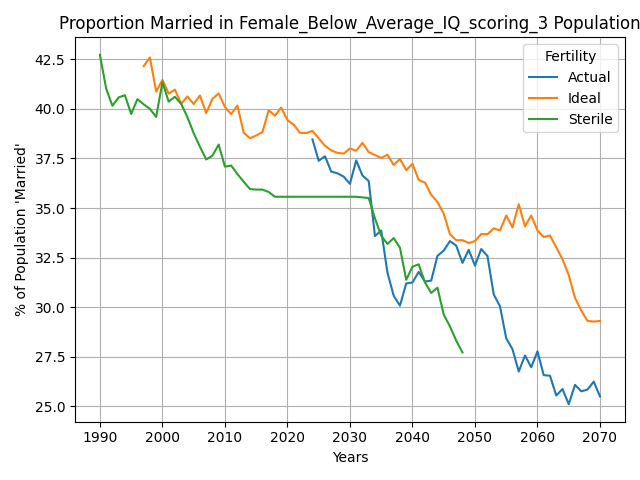 Proportion Married in Female_Below_Average_IQ_scoring_3 Population
% of Population 'Married'
42.5
40.0
37.5
35.0
32.5
30.0
27.5
25.0
Fertility
Actual
Ideal
Sterile
1990 2000 2010 2020 2030 2040 2050 2060 2070
Years